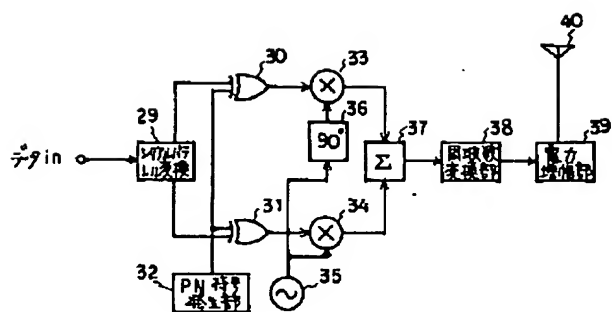 40
30
33
36
29
シリアルパラ
レル変換
90°
37
38
39
データin
Σ
周波数
変換部
電力
増幅部
31
34
32
PN符号
発生部
35